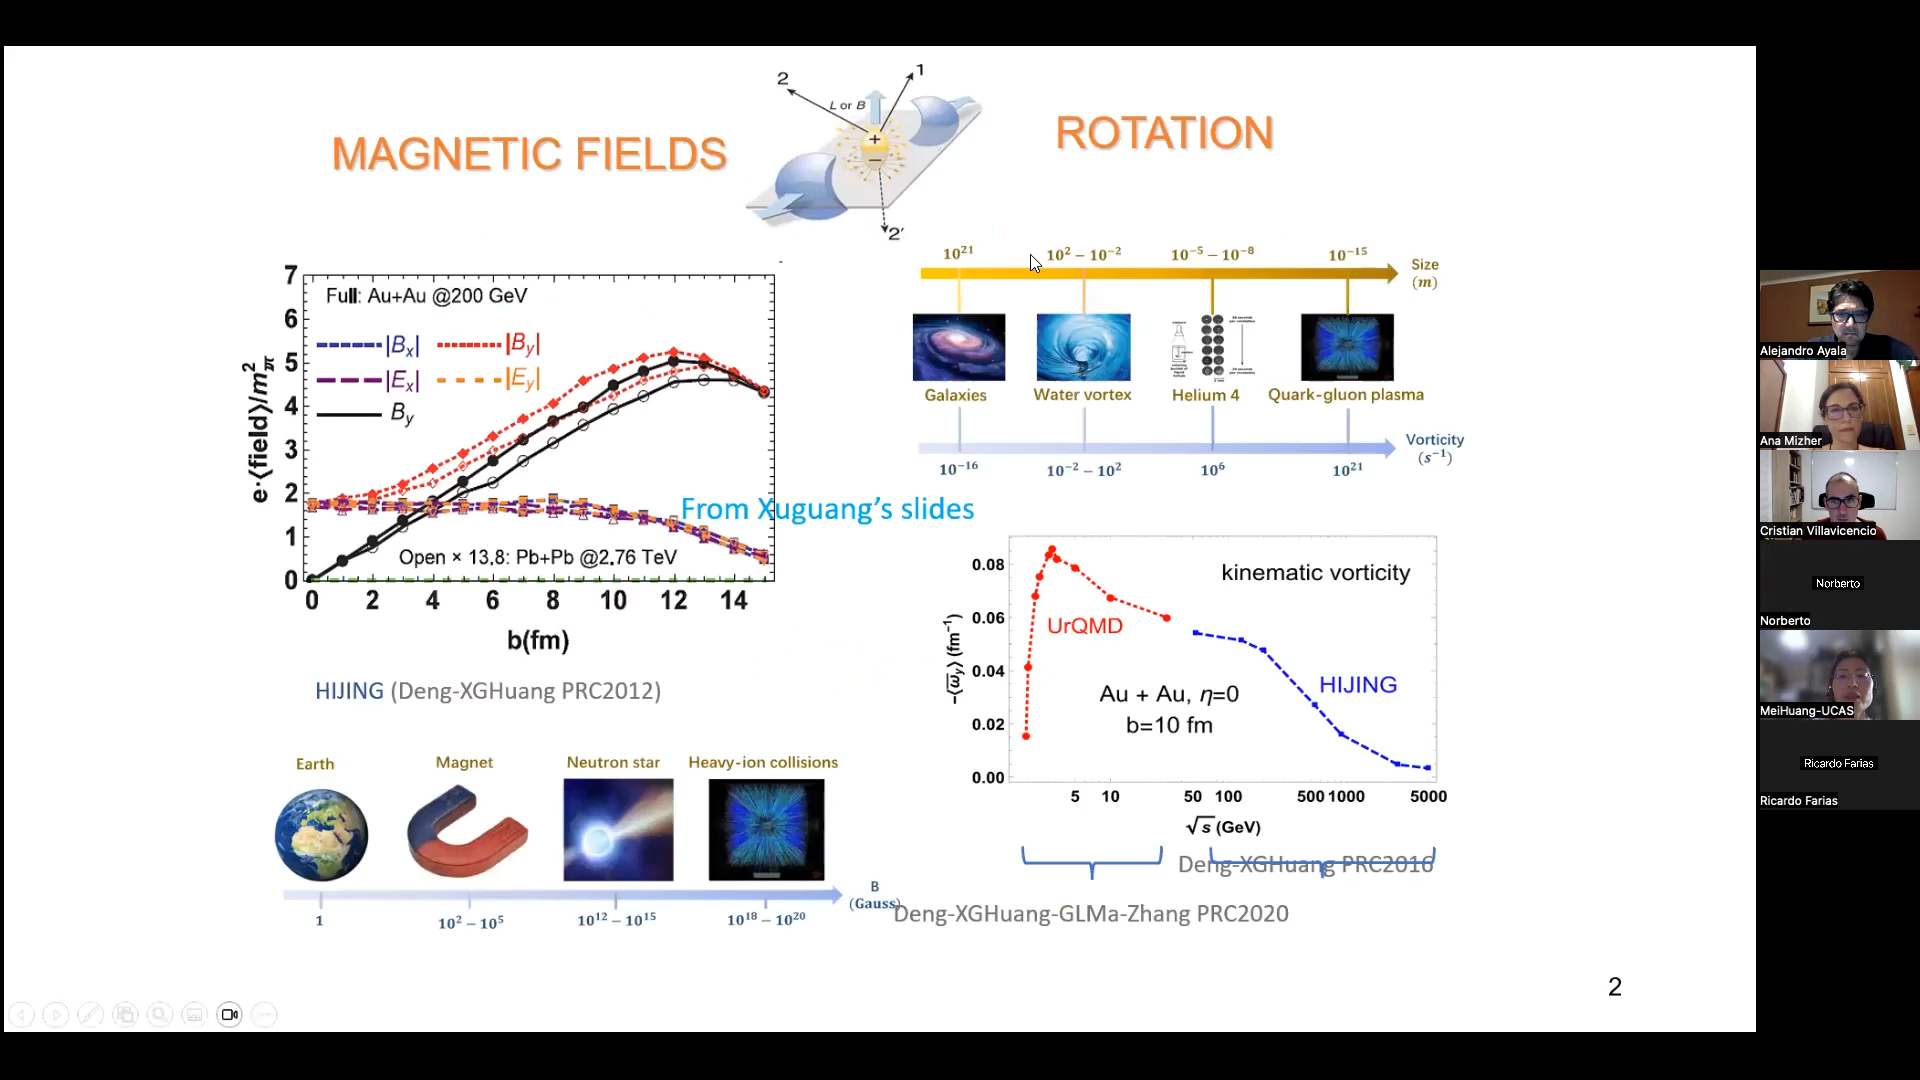 MAGNETIC FIELDS
2
1
L or B
+
−
2'
ROTATION
7
6
5
4
3
2
1
0
e·⟨field⟩/m²π
Full: Au+Au @200 GeV
|Bx| |By|
|Ex| |Ey|
By
Open × 13.8: Pb+Pb @2.76 TeV
0 2 4 6 8 10 12 14
b(fm)
HIJING (Deng-XGHuang PRC2012)
From Xuguang's slides
10²¹ 10² − 10⁻² 10⁻⁵ − 10⁻⁸ 10⁻¹⁵
Size
(m)
Galaxies Water vortex Helium 4 Quark-gluon plasma
Vorticity
(s⁻¹)
10⁻¹⁶ 10⁻² − 10² 10⁶ 10²¹
0.08
0.06
0.04
0.02
0.00
−⟨ω̄y⟩ (fm⁻¹)
kinematic vorticity
UrQMD
HIJING
Au + Au, η=0
b=10 fm
5 10 50 100 500 1000 5000
√s (GeV)
Deng-XGHuang PRC2016
Deng-XGHuang-GLMa-Zhang PRC2020
Earth Magnet Neutron star Heavy-ion collisions
B
(Gauss)
1 10² − 10⁵ 10¹² − 10¹⁵ 10¹⁸ − 10²⁰
2
Alejandro Ayala
Ana Mizher
Cristian Villavicencio
Norberto
Norberto
MeiHuang-UCAS
Ricardo Farias
Ricardo Farias